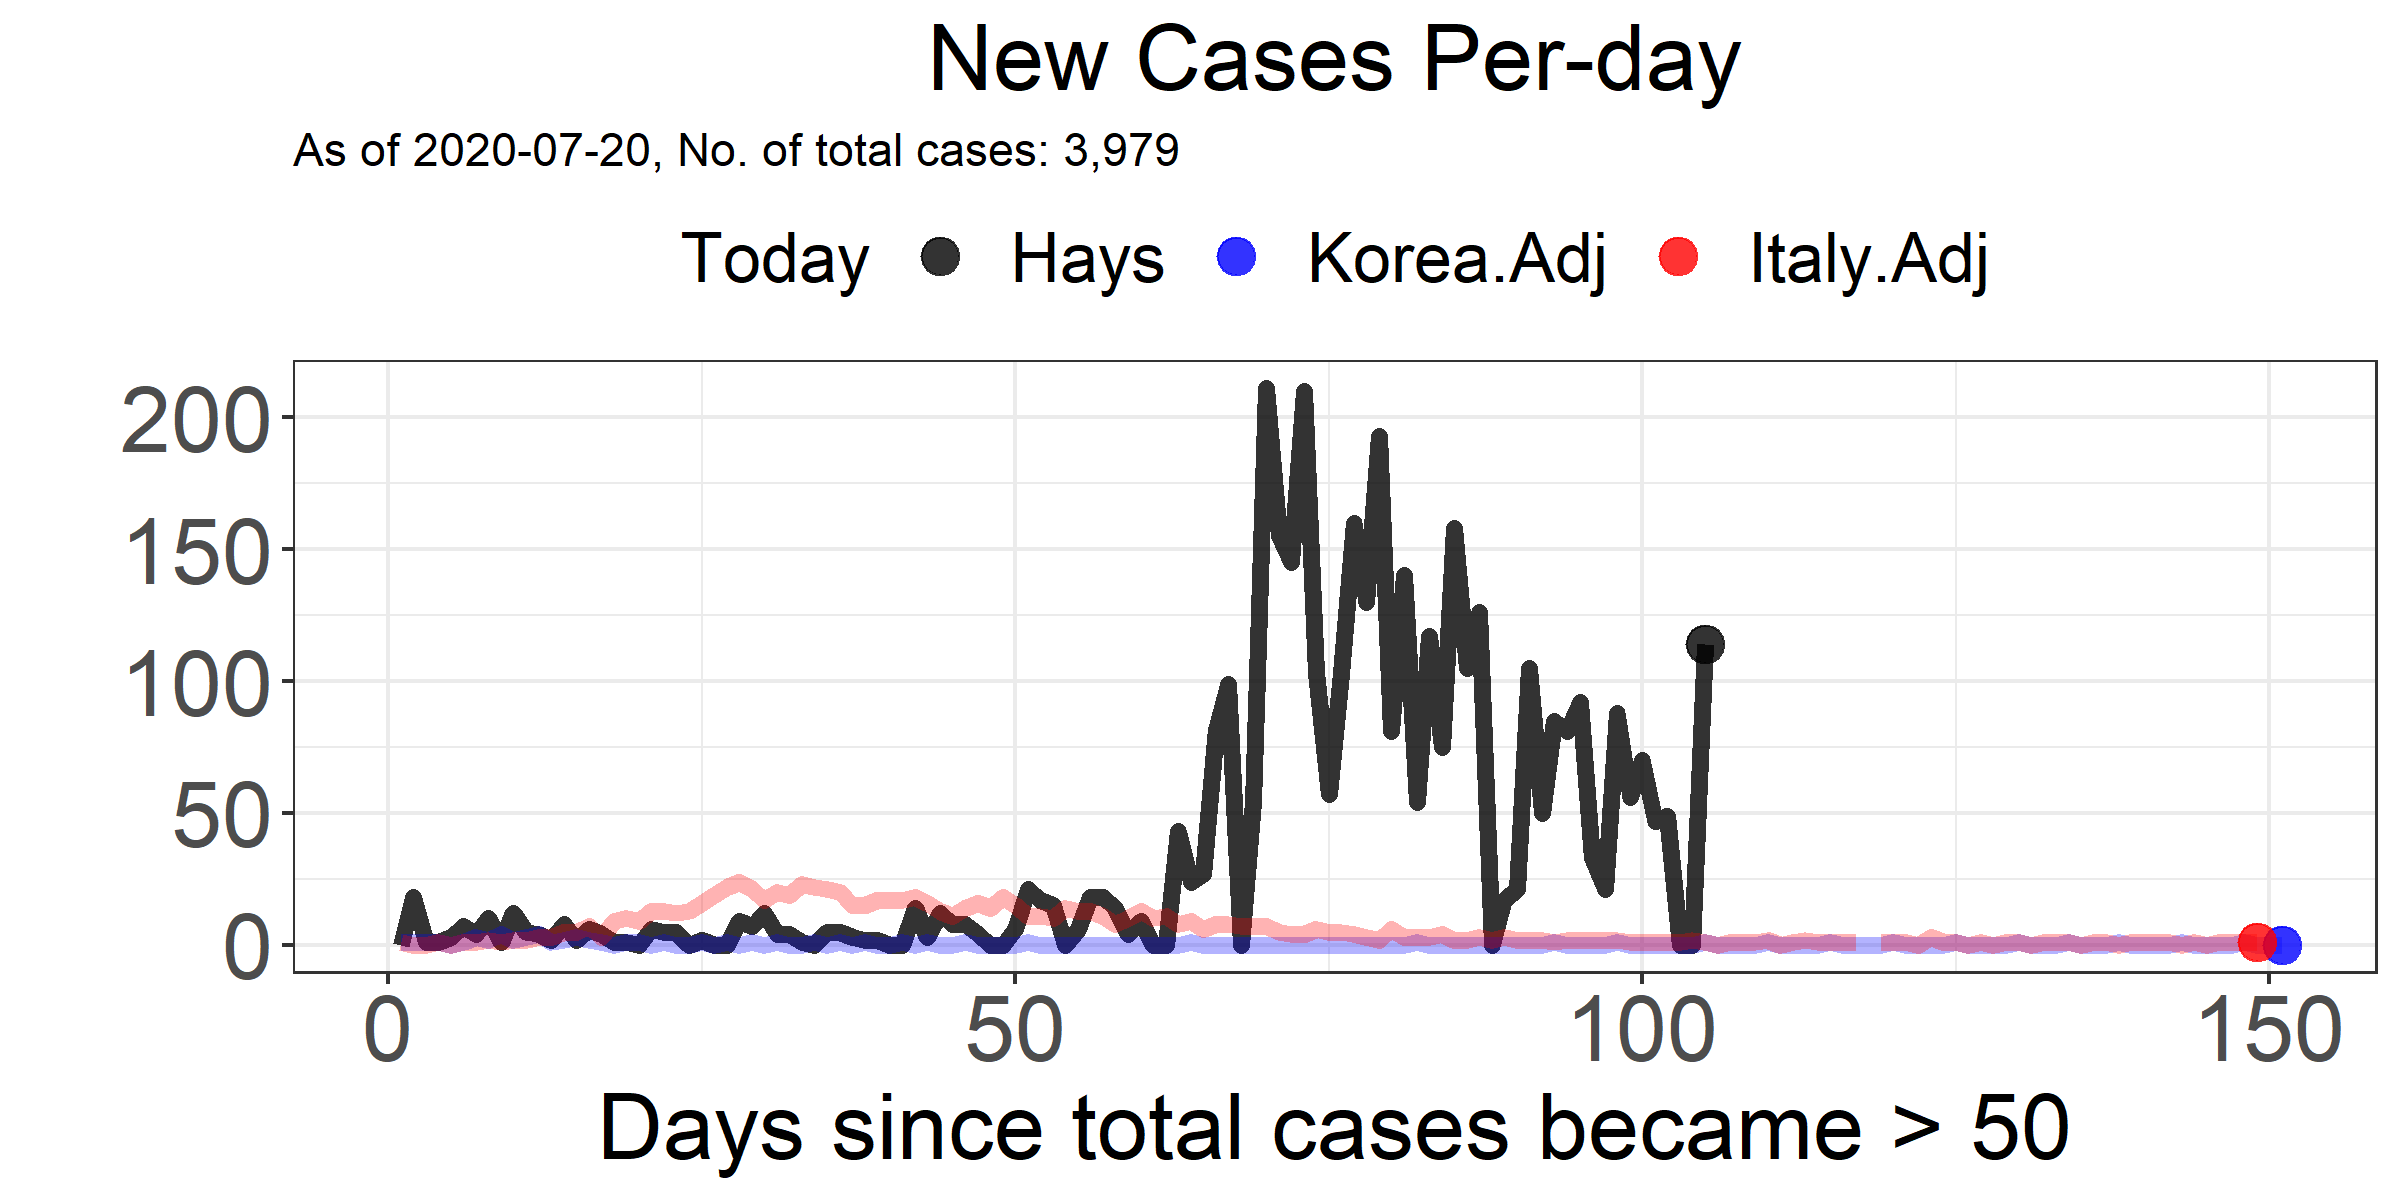 New Cases Per-day
As of 2020-07-20, No. of total cases: 3,979
Today Hays Korea.Adj Italy.Adj
200
150
100
50
0
0 50 100 150
Days since total cases became > 50